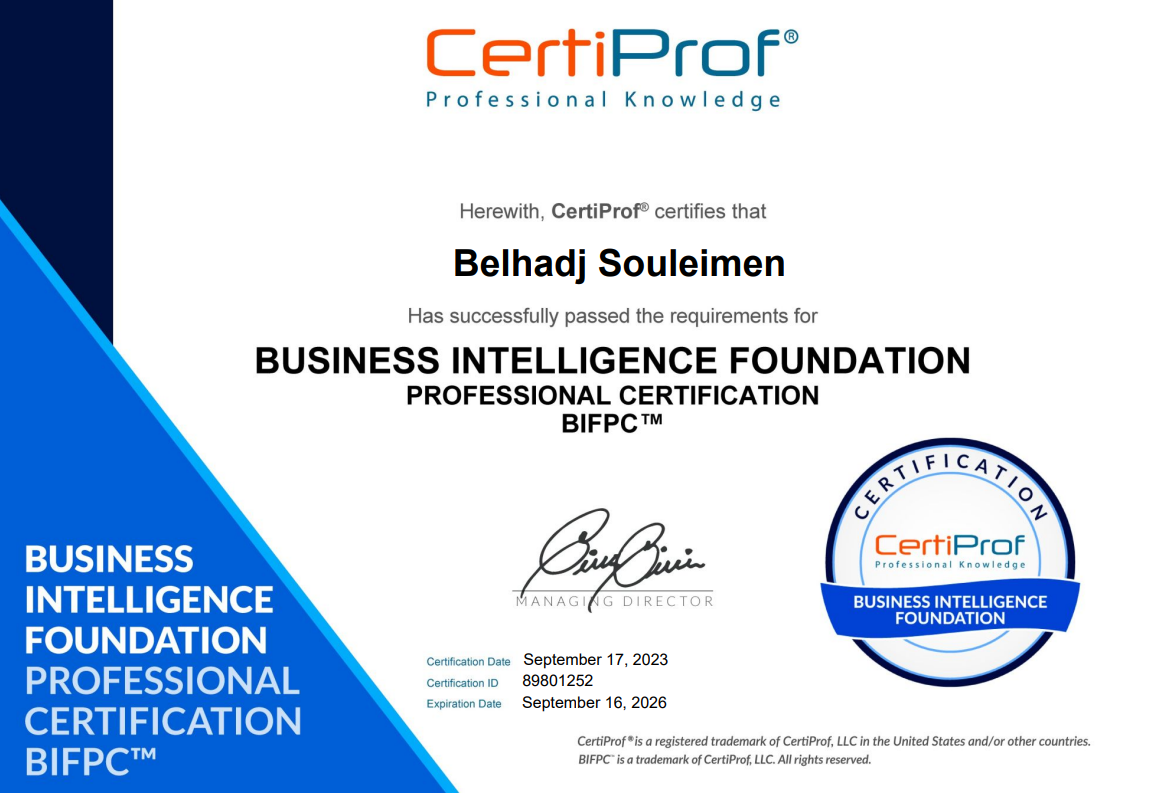 CertiProf®
Professional Knowledge
Herewith, CertiProf® certifies that
Belhadj Souleimen
Has successfully passed the requirements for
BUSINESS INTELLIGENCE FOUNDATION
PROFESSIONAL CERTIFICATION
BIFPC™
MANAGING DIRECTOR
Certification Date September 17, 2023
Certification ID 89801252
Expiration Date September 16, 2026
CERTIFICATION
CertiProf
Professional Knowledge
BUSINESS INTELLIGENCE
FOUNDATION
BUSINESS
INTELLIGENCE
FOUNDATION
PROFESSIONAL
CERTIFICATION
BIFPC™
CertiProf® is a registered trademark of CertiProf, LLC in the United States and/or other countries.
BIFPC™ is a trademark of CertiProf, LLC. All rights reserved.